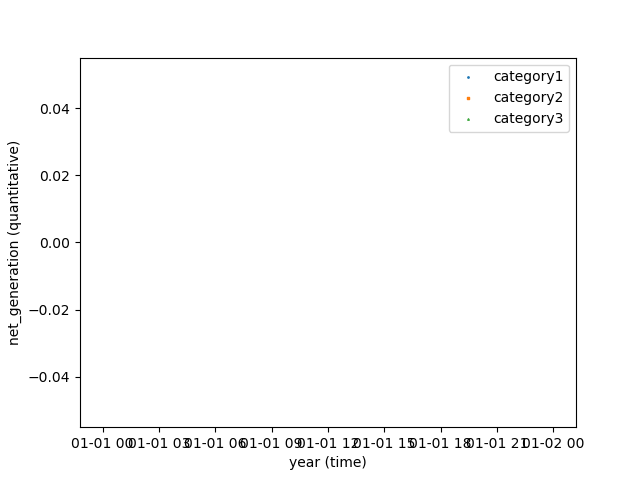 category1
category2
category3
0.04
0.02
0.00
−0.02
−0.04
net_generation (quantitative)
01-01 00 01-01 03 01-01 06 01-01 09 01-01 12 01-01 15 01-01 18 01-01 21 01-02 00
year (time)